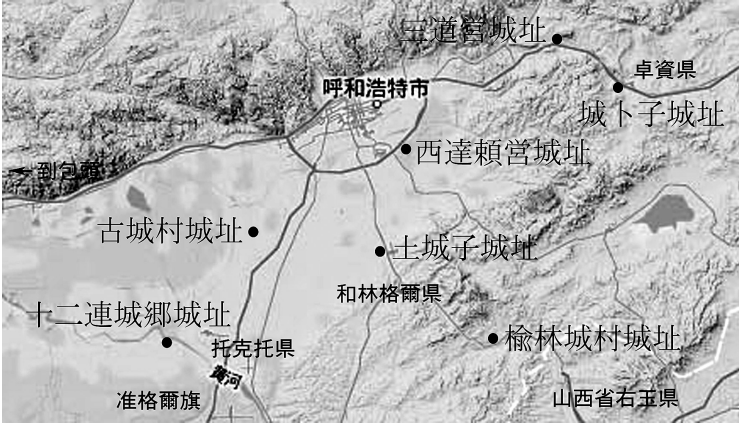 三道営城址
卓資県
呼和浩特市
城卜子城址
西達頼営城址
←到包頭
古城村城址
土城子城址
和林格爾県
十二連城郷城址
榆林城村城址
托克托県
黄河
准格爾旗
山西省右玉県